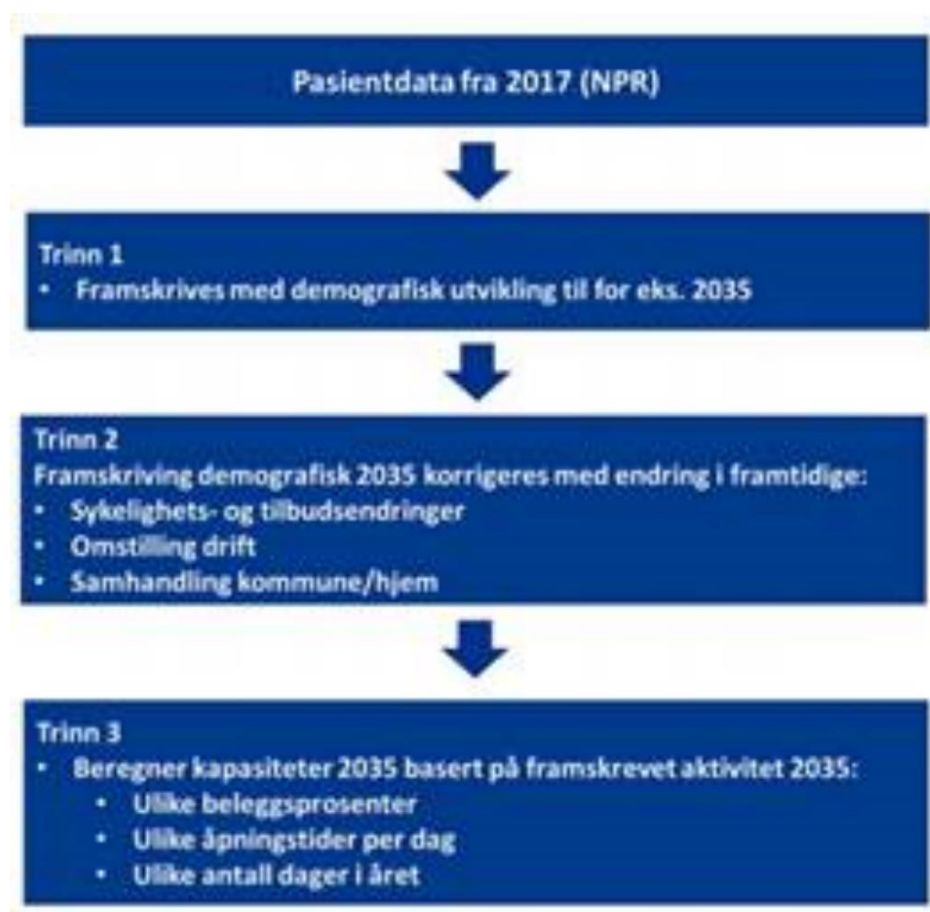 Pasientdata fra 2017 (NPR)
Trinn 1
• Framskrives med demografisk utvikling til for eks. 2035
Trinn 2
Framskriving demografisk 2035 korrigeres med endring i framtidige:
• Sykelighets- og tilbudsendringer
• Omstilling drift
• Samhandling kommune/hjem
Trinn 3
• Beregner kapasiteter 2035 basert på framskrevet aktivitet 2035:
• Ulike beleggsprosenter
• Ulike åpningstider per dag
• Ulike antall dager i året